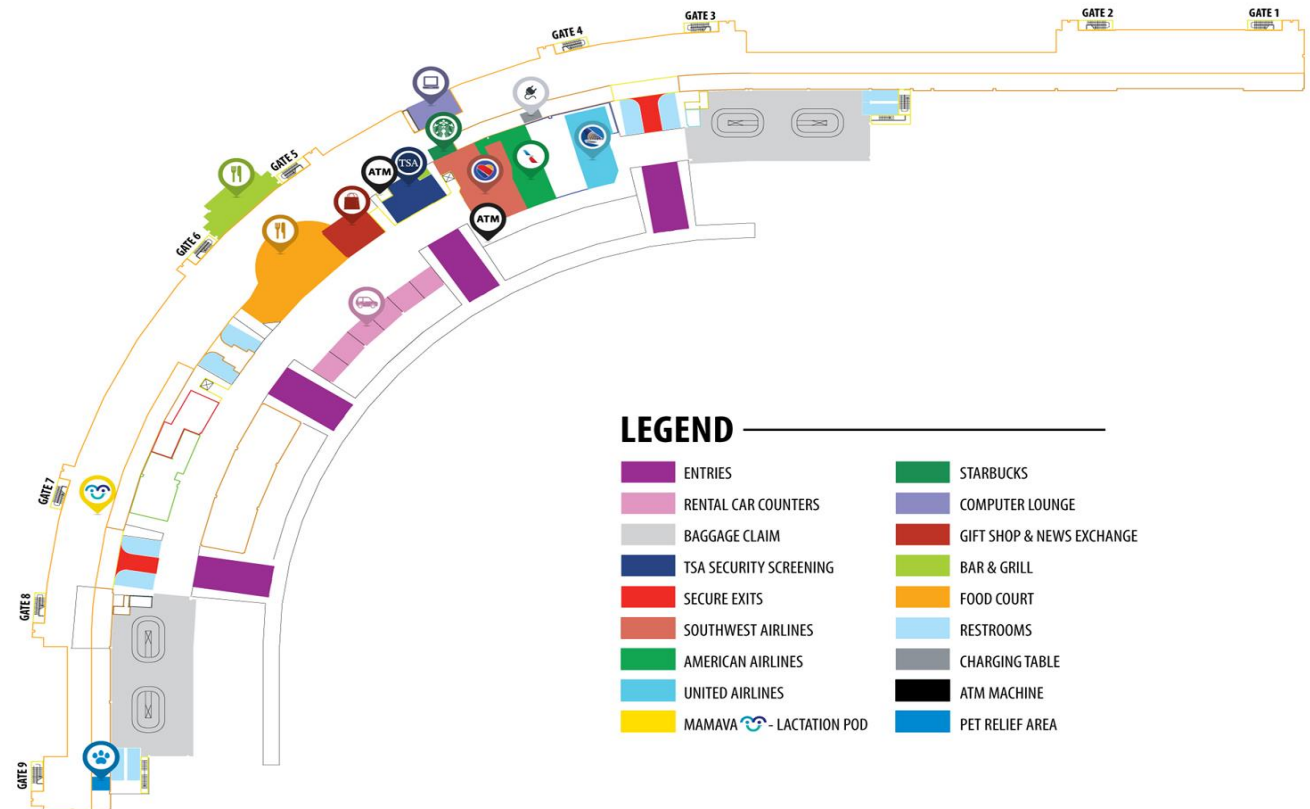 GATE 1
GATE 2
GATE 3
GATE 4
GATE 5
GATE 6
GATE 7
GATE 8
GATE 9
TSA
ATM
ATM
LEGEND
ENTRIES
RENTAL CAR COUNTERS
BAGGAGE CLAIM
TSA SECURITY SCREENING
SECURE EXITS
SOUTHWEST AIRLINES
AMERICAN AIRLINES
UNITED AIRLINES
MAMAVA - LACTATION POD
STARBUCKS
COMPUTER LOUNGE
GIFT SHOP & NEWS EXCHANGE
BAR & GRILL
FOOD COURT
RESTROOMS
CHARGING TABLE
ATM MACHINE
PET RELIEF AREA